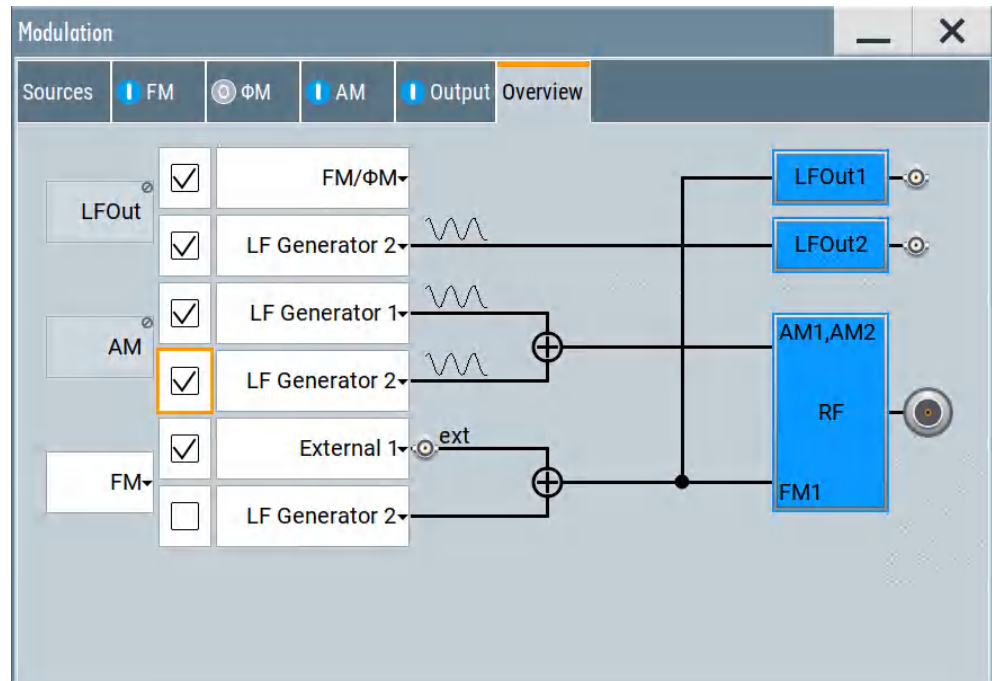 Modulation
Sources
FM
ΦM
AM
Output
Overview
LFOut
FM/ΦM
LF Generator 2
AM
LF Generator 1
LF Generator 2
FM
External 1
ext
LF Generator 2
LFOut1
LFOut2
AM1,AM2
RF
FM1